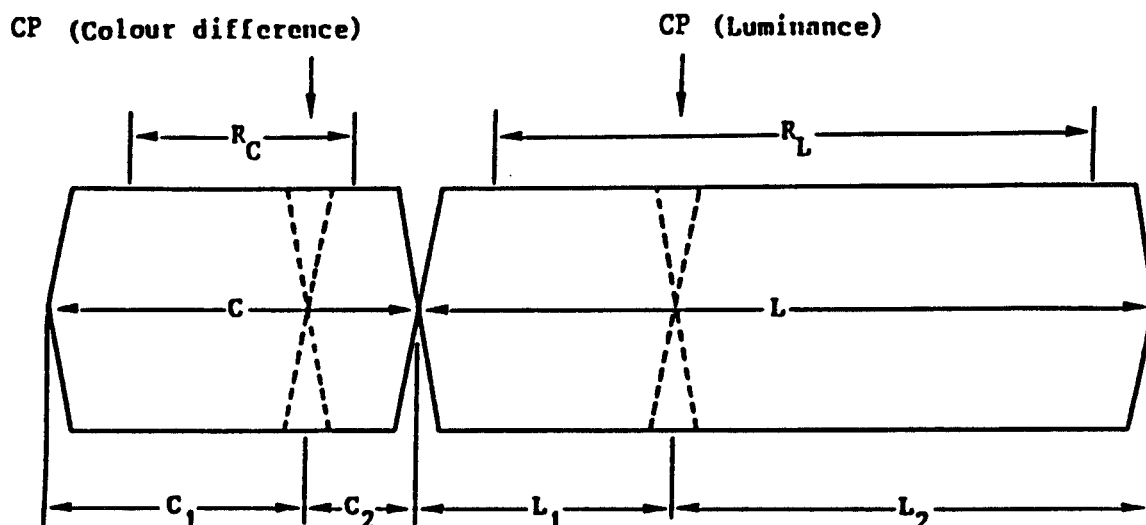 CP (Colour difference) CP (Luminance)
R_C R_L
C L
C_1 C_2 L_1 L_2